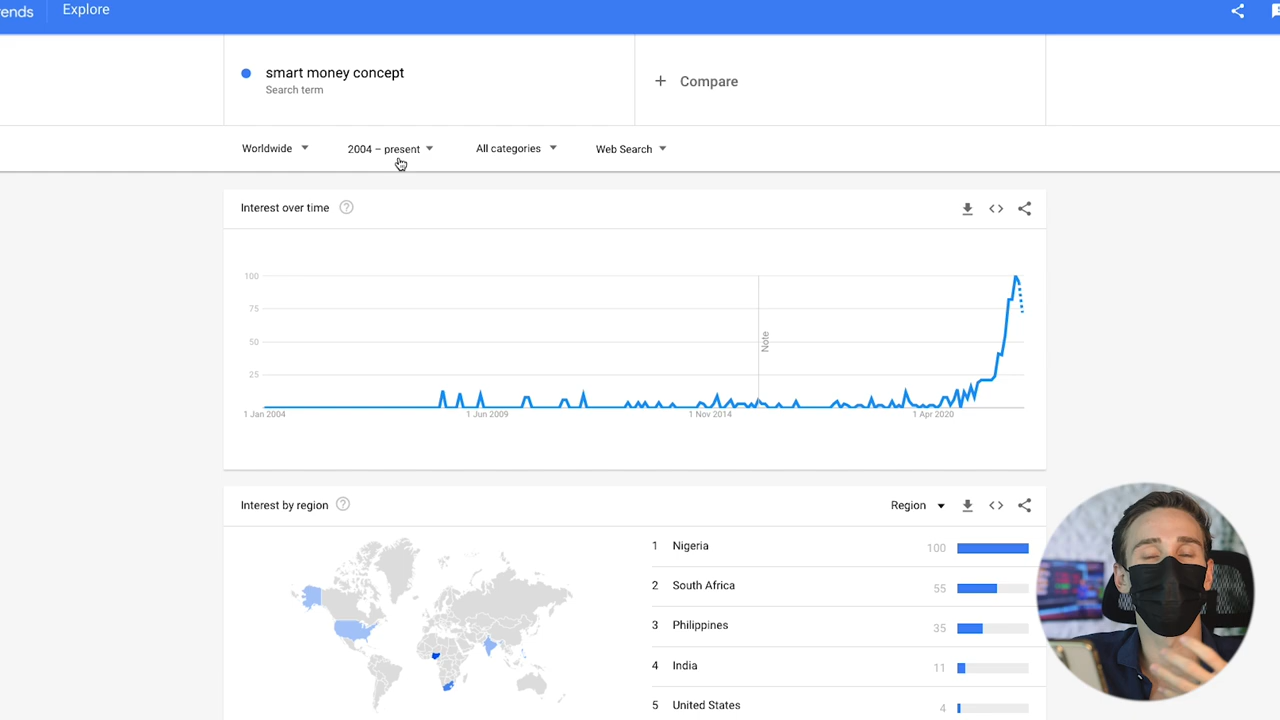 rends Explore
smart money concept
Search term
+ Compare
Worldwide 2004 – present All categories Web Search
Interest over time ?
100
75
50
25
Note
1 Jan 2004 1 Jun 2009 1 Nov 2014 1 Apr 2020
Interest by region ? Region
1 Nigeria 100
2 South Africa 55
3 Philippines 35
4 India 11
5 United States 4